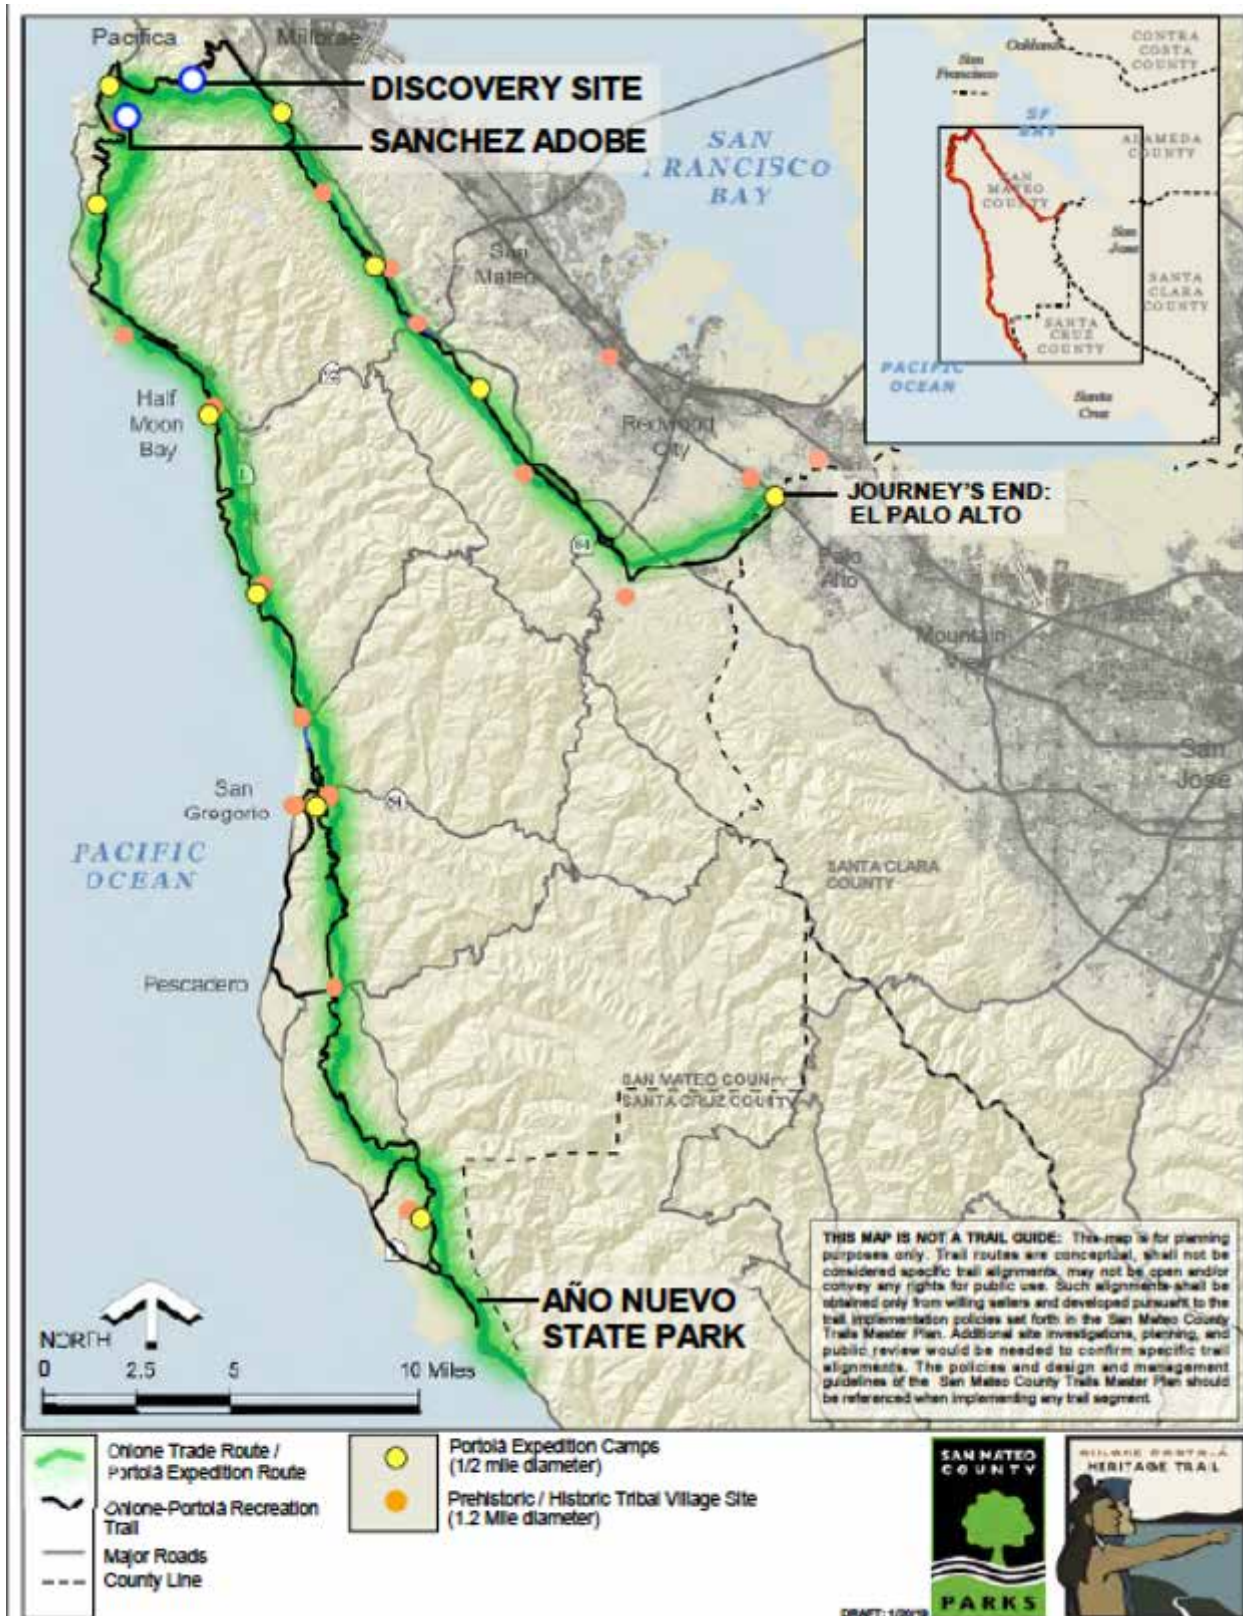 Pacifica
Millbrae
DISCOVERY SITE
SANCHEZ ADOBE
SAN
FRANCISCO
BAY
San
Mateo
Half
Moon
Bay
Redwood
City
JOURNEY'S END:
EL PALO ALTO
Palo
Alto
Mountain
View
San
Jose
84
San
Gregorio
84
PACIFIC
OCEAN
SANTA CLARA
COUNTY
Pescadero
SAN MATEO COUNTY
SANTA CRUZ COUNTY
AÑO NUEVO
STATE PARK
CONTRA
COSTA
COUNTY
Oakland
San
Francisco
SF
BAY
ALAMEDA
COUNTY
SAN
MATEO
COUNTY
San
Jose
SANTA
CLARA
COUNTY
SANTA
CRUZ
COUNTY
PACIFIC
OCEAN
Santa
Cruz
THIS MAP IS NOT A TRAIL GUIDE: This map is for planning
purposes only. Trail routes are conceptual, shall not be
considered specific trail alignments, may not be open and/or
convey any rights for public use. Such alignments shall be
obtained only from willing sellers and developed pursuant to the
trail implementation policies set forth in the San Mateo County
Trails Master Plan. Additional site investigations, planning, and
public review would be needed to confirm specific trail
alignments. The policies and design and management
guidelines of the San Mateo County Trails Master Plan should
be referenced when implementing any trail segment.
NORTH
0 2.5 5 10 Miles
Ohlone Trade Route /
Portolá Expedition Route
Ohlone-Portolá Recreation
Trail
Major Roads
County Line
Portolá Expedition Camps
(1/2 mile diameter)
Prehistoric / Historic Tribal Village Site
(1.2 Mile diameter)
SAN MATEO
COUNTY
PARKS
HERITAGE TRAIL
DRAFT: